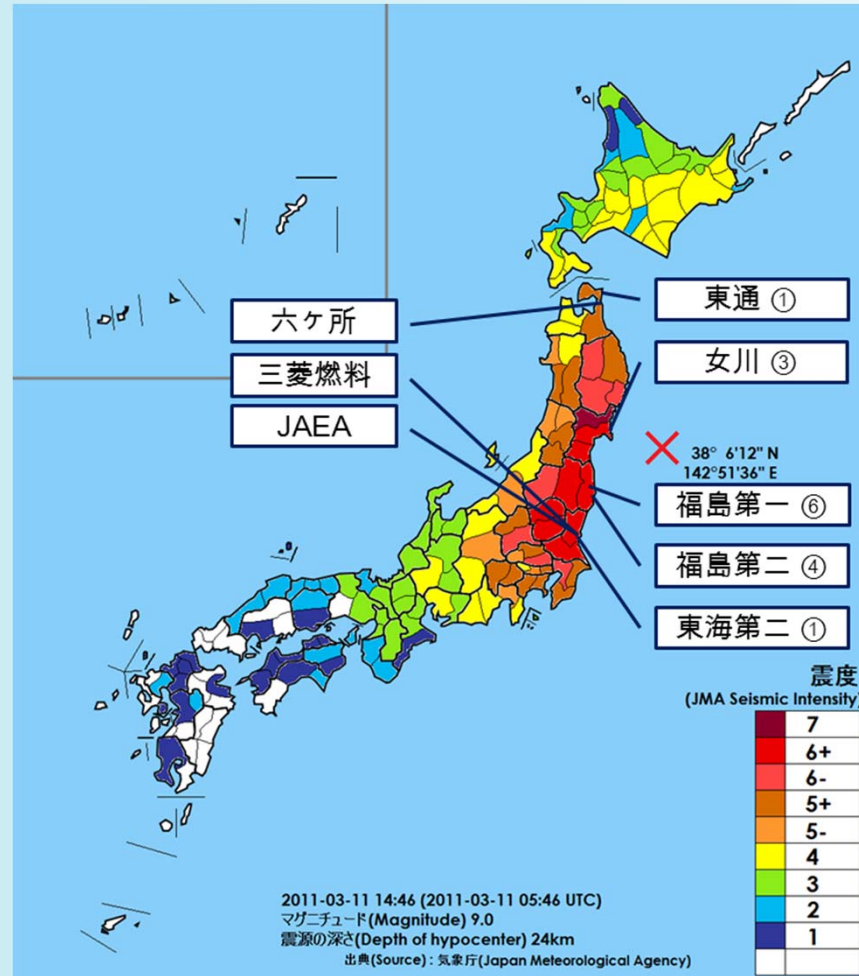 六ヶ所
三菱燃料
JAEA
東通 ①
女川 ③
38° 6'12" N
142°51'36" E
福島第一 ⑥
福島第二 ④
東海第二 ①
震度
(JMA Seismic Intensity)
7
6+
6-
5+
5-
4
3
2
1
2011-03-11 14:46 (2011-03-11 05:46 UTC)
マグニチュード(Magnitude) 9.0
震源の深さ(Depth of hypocenter) 24km
出典(Source) : 気象庁(Japan Meteorological Agency)